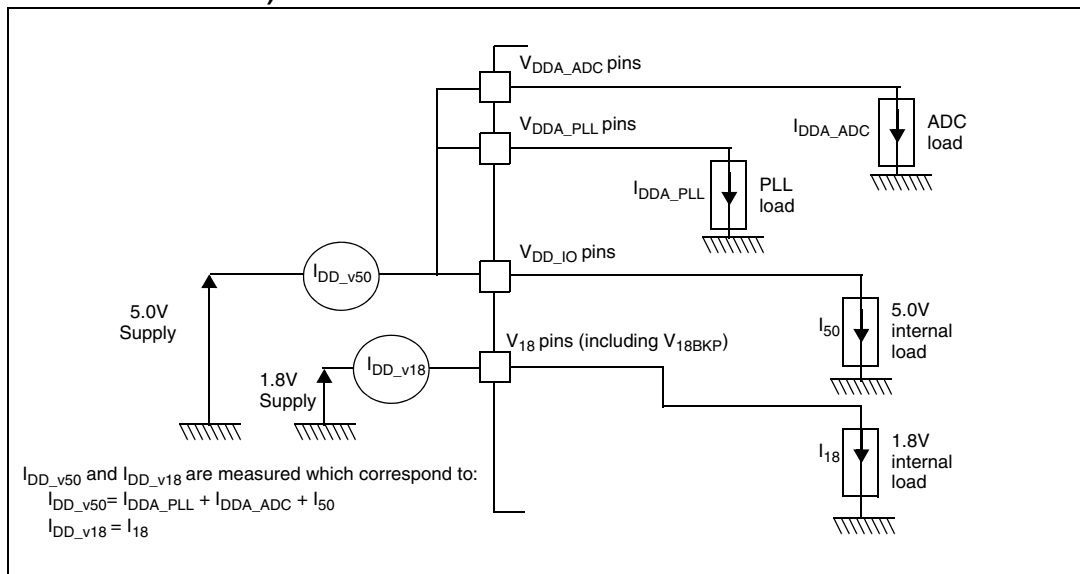 )
V_DDA_ADC pins
I_DDA_ADC
ADC
load
V_DDA_PLL pins
I_DDA_PLL
PLL
load
V_DD_IO pins
I_DD_v50
5.0V
Supply
I_50
5.0V
internal
load
V_18 pins (including V_18BKP)
I_DD_v18
1.8V
Supply
I_18
1.8V
internal
load
I_DD_v50 and I_DD_v18 are measured which correspond to:
I_DD_v50= I_DDA_PLL + I_DDA_ADC + I_50
I_DD_v18 = I_18